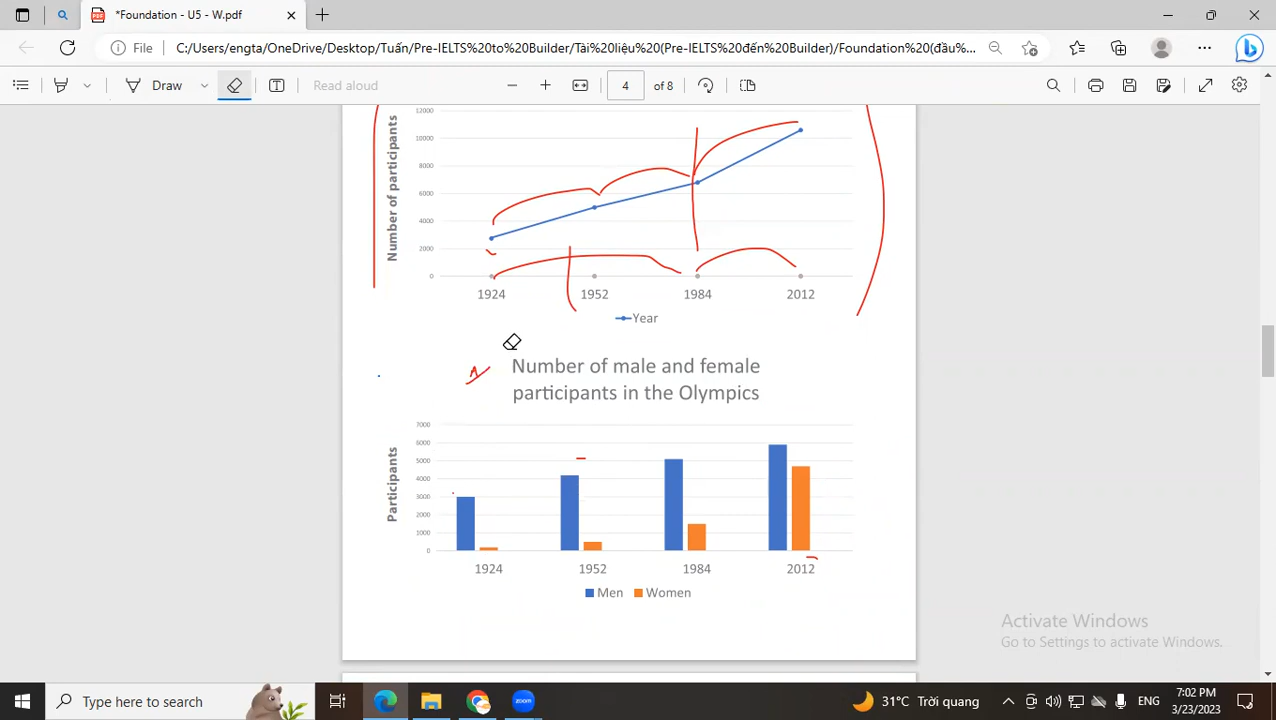 *Foundation - U5 - W.pdf
File C:/Users/engta/OneDrive/Desktop/Tuấn/Pre-IELTS%20to%20Builder/Tài liệu%20(Pre-IELTS%20đến%20Builder)/Foundation%20(đầu%...
Draw Read aloud 4 of 8
12000
10000
8000
6000
4000
2000
0
Number of participants
1924 1952 1984 2012
Year
A
Number of male and female
participants in the Olympics
7000
6000
5000
4000
3000
2000
1000
0
Participants
1924 1952 1984 2012
Men Women
Activate Windows
Go to Settings to activate Windows.
Type here to search
zoom
31°C Trời quang
ENG
7:02 PM
3/23/2023